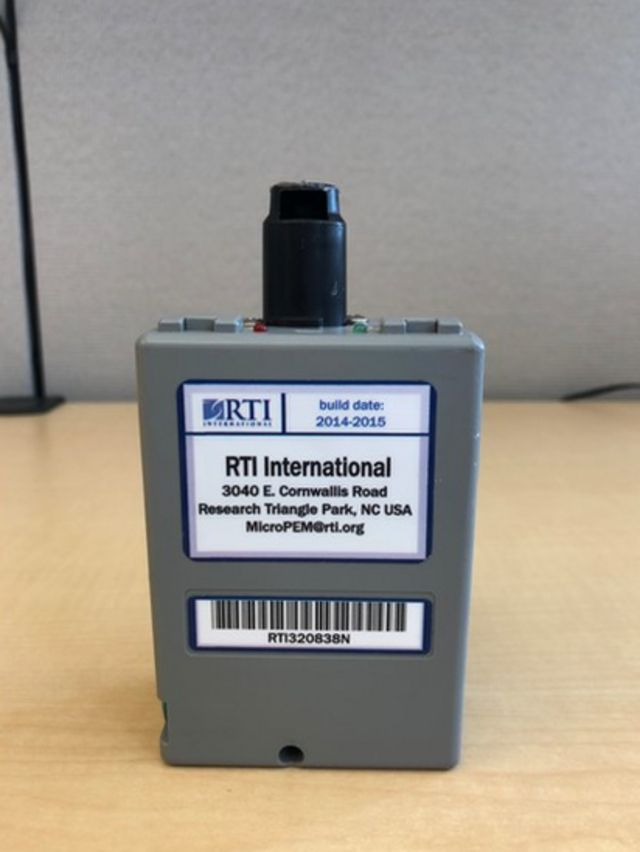 RTI
INTERNATIONAL
build date:
2014-2015
RTI International
3040 E. Cornwallis Road
Research Triangle Park, NC USA
MicroPEM@rti.org
RTI320838N